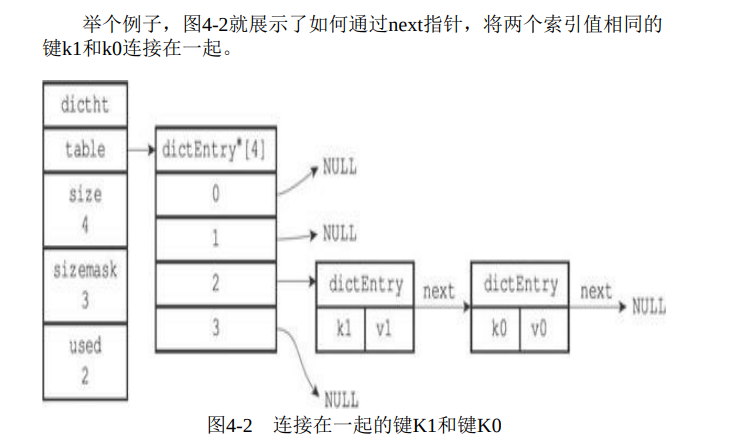 举个例子，图4-2就展示了如何通过next指针，将两个索引值相同的
键k1和k0连接在一起。
dictht
table
size
4
sizemask
3
used
2
dictEntry*[4]
0
1
2
3
NULL
NULL
dictEntry
k1 v1
next
dictEntry
k0 v0
next
NULL
NULL
图4-2 连接在一起的键K1和键K0